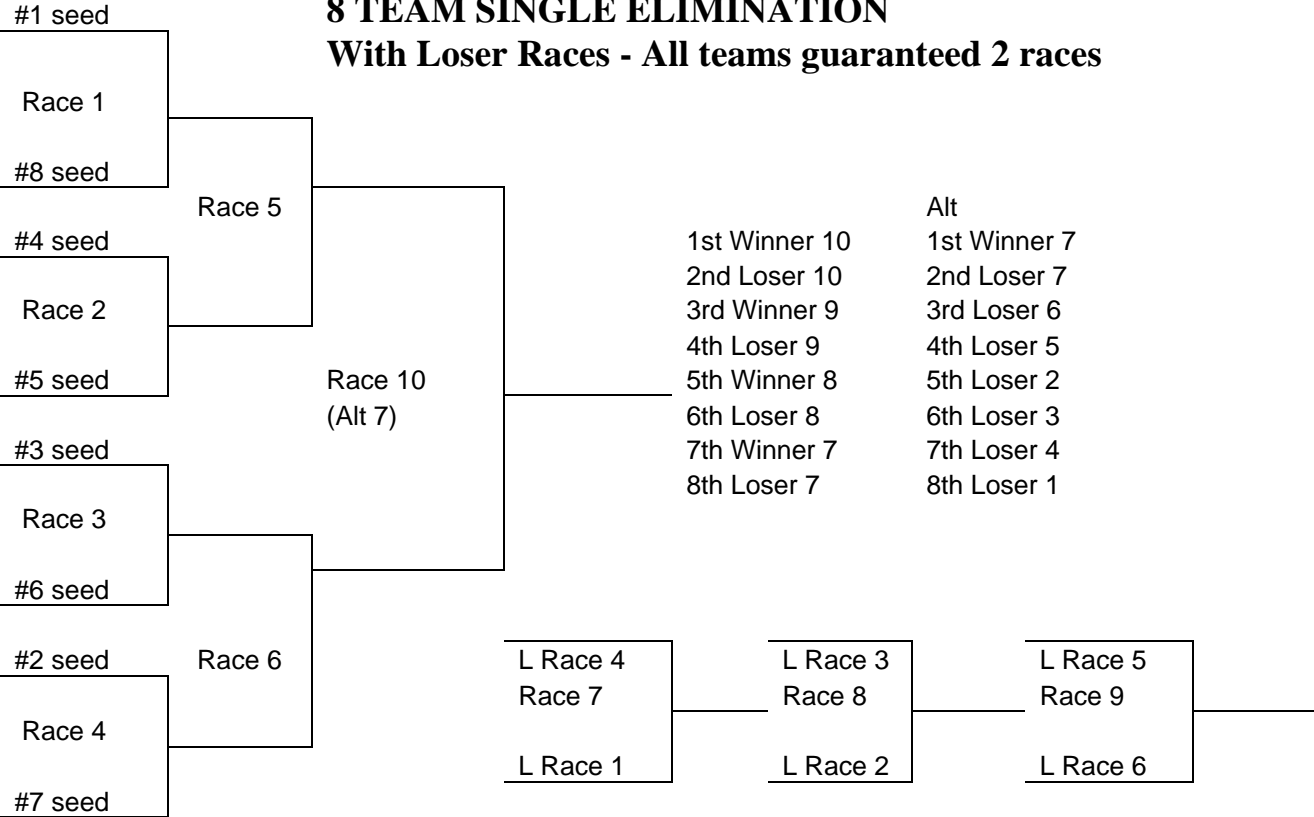 8 TEAM SINGLE ELIMINATION
With Loser Races - All teams guaranteed 2 races
#1 seed
Race 1
#8 seed
Race 5
#4 seed
Race 2
#5 seed
Race 10
(Alt 7)
#3 seed
Race 3
#6 seed
#2 seed
Race 6
Race 4
#7 seed
1st Winner 10
2nd Loser 10
3rd Winner 9
4th Loser 9
5th Winner 8
6th Loser 8
7th Winner 7
8th Loser 7
Alt
1st Winner 7
2nd Loser 7
3rd Loser 6
4th Loser 5
5th Loser 2
6th Loser 3
7th Loser 4
8th Loser 1
L Race 4
Race 7
L Race 1
L Race 3
Race 8
L Race 2
L Race 5
Race 9
L Race 6